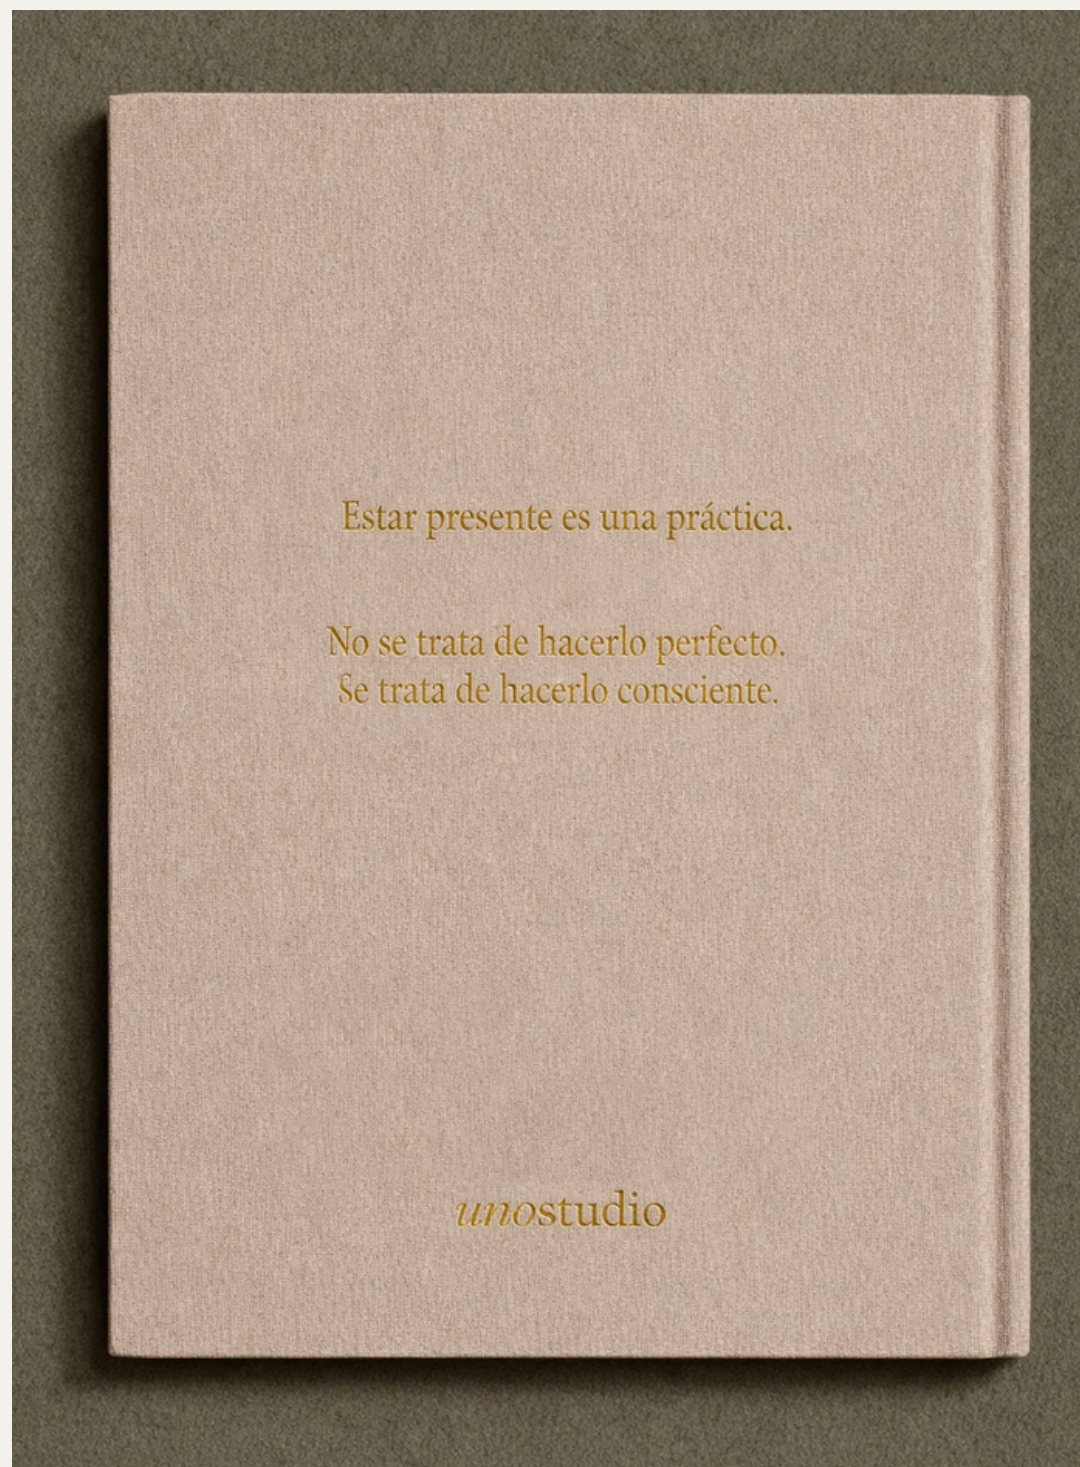 Estar presente es una práctica.
No se trata de hacerlo perfecto.
Se trata de hacerlo consciente.
unostudio